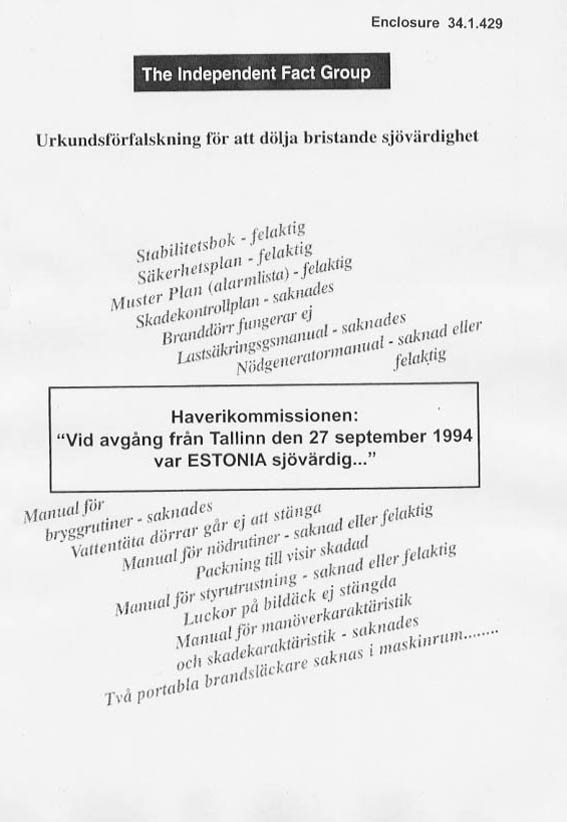 Enclosure 34.1.429
The Independent Fact Group
Urkundsförfalskning för att dölja bristande sjövärdighet
Stabilitetsbok - felaktig
Säkerhetsplan - felaktig
Muster Plan (alarmlista) - felaktig
Skadekontrollplan - saknades
Branddörr fungerar ej
Lastsäkringsgsmanual - saknades
Nödgeneratormanual - saknad eller
felaktig
Haverikommissionen:
“Vid avgång från Tallinn den 27 september 1994
var ESTONIA sjövärdig...”
Manual för
bryggrutiner - saknades
Vattentäta dörrar går ej att stänga
Manual för nödrutiner - saknad eller felaktig
Packning till visir skadad
Manual för styrutrustning - saknad eller felaktig
Luckor på bildäck ej stängda
Manual för manöverkaraktäristik
och skadekaraktäristik - saknades
Två portabla brandsläckare saknas i maskinrum........